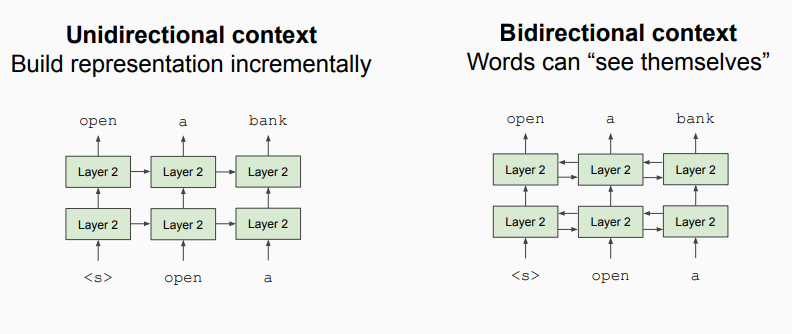 Unidirectional context
Build representation incrementally
open a bank
Layer 2 Layer 2 Layer 2
Layer 2 Layer 2 Layer 2
<s> open a
Bidirectional context
Words can “see themselves”
open a bank
Layer 2 Layer 2 Layer 2
Layer 2 Layer 2 Layer 2
<s> open a